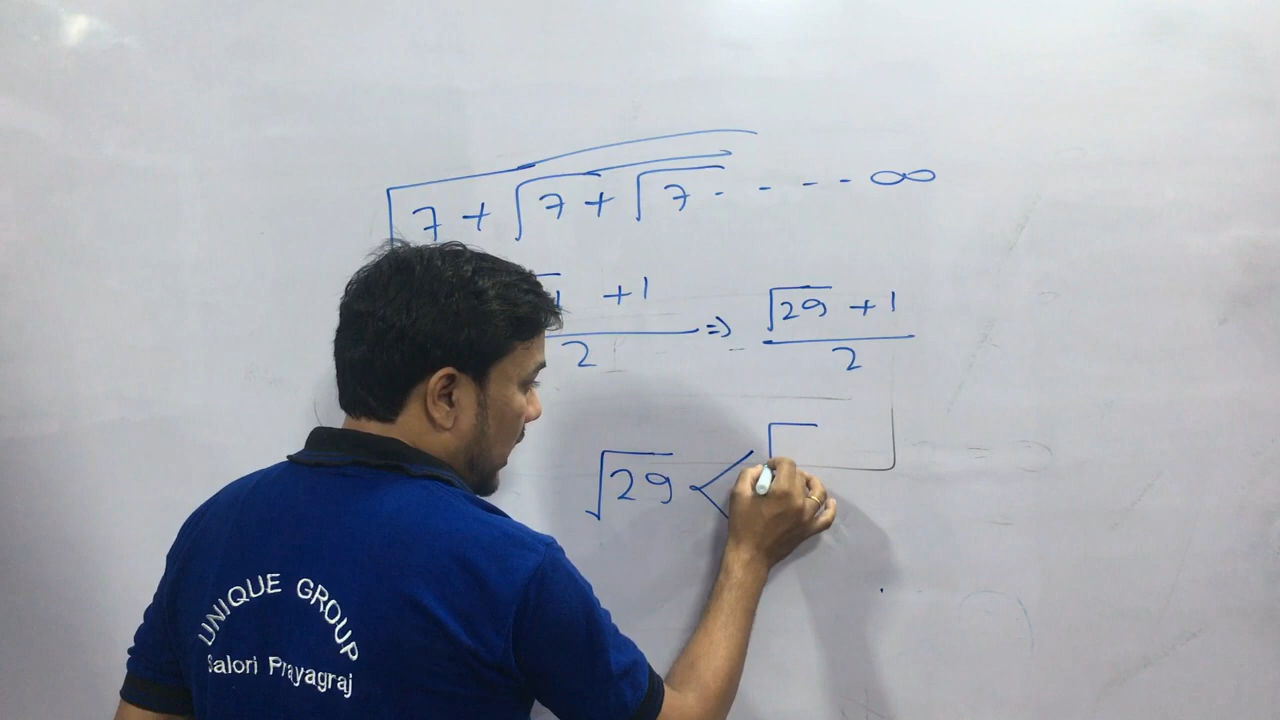 √7 + √7 + √7 - - - - ∞
+1 / 2 => √29 + 1 / 2
√29 < √
UNIQUE GROUP
Salori Prayagraj